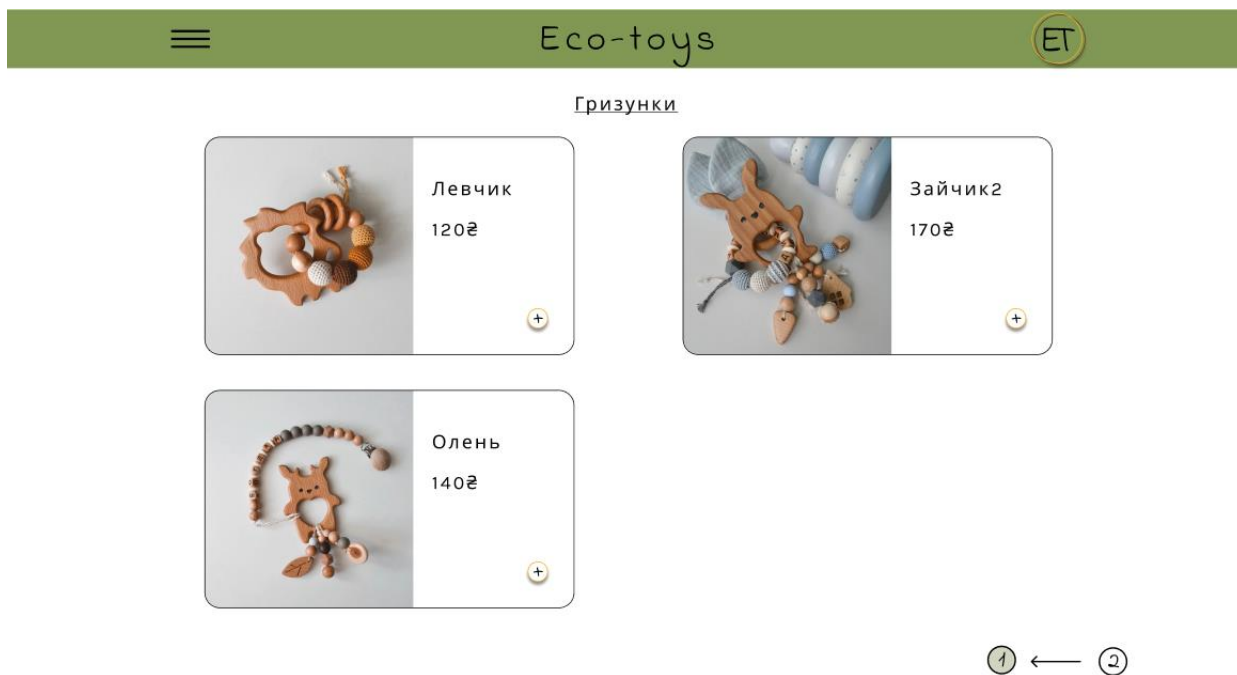 Eco-toys
ET
Гризунки
Левчик
120₴
+
Зайчик2
170₴
+
Олень
140₴
+
1
2